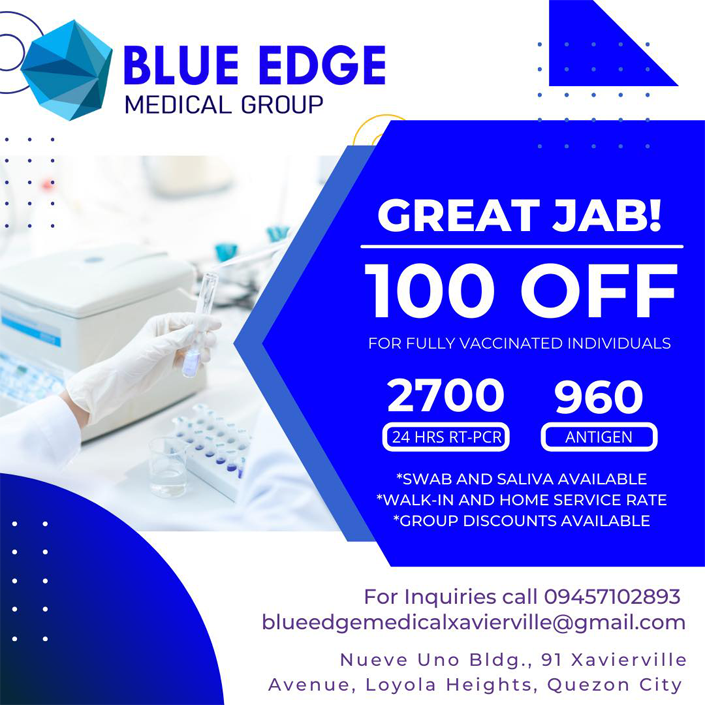 BLUE EDGE
MEDICAL GROUP
GREAT JAB!
100 OFF
FOR FULLY VACCINATED INDIVIDUALS
2700
24 HRS RT-PCR
960
ANTIGEN
*SWAB AND SALIVA AVAILABLE
*WALK-IN AND HOME SERVICE RATE
*GROUP DISCOUNTS AVAILABLE
For Inquiries call 09457102893
blueedgemedicalxavierville@gmail.com
Nueve Uno Bldg., 91 Xavierville
Avenue, Loyola Heights, Quezon City